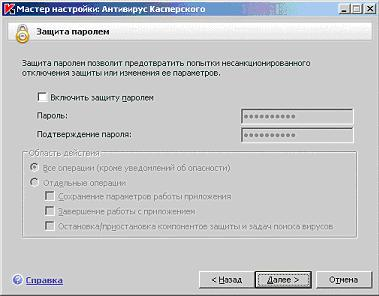 Мастер настройки: Антивирус Касперского
Защита паролем
Защита паролем позволит предотвратить попытки несанкционированного
отключения защиты или изменения ее параметров.
Включить защиту паролем
Пароль:
Подтверждение пароля:
Область действия
Все операции (кроме уведомлений об опасности)
Отдельные операции
Сохранение параметров работы приложения
Завершение работы с приложением
Остановка/приостановка компонентов защиты и задач поиска вирусов
Справка
< Назад
Далее >
Отмена